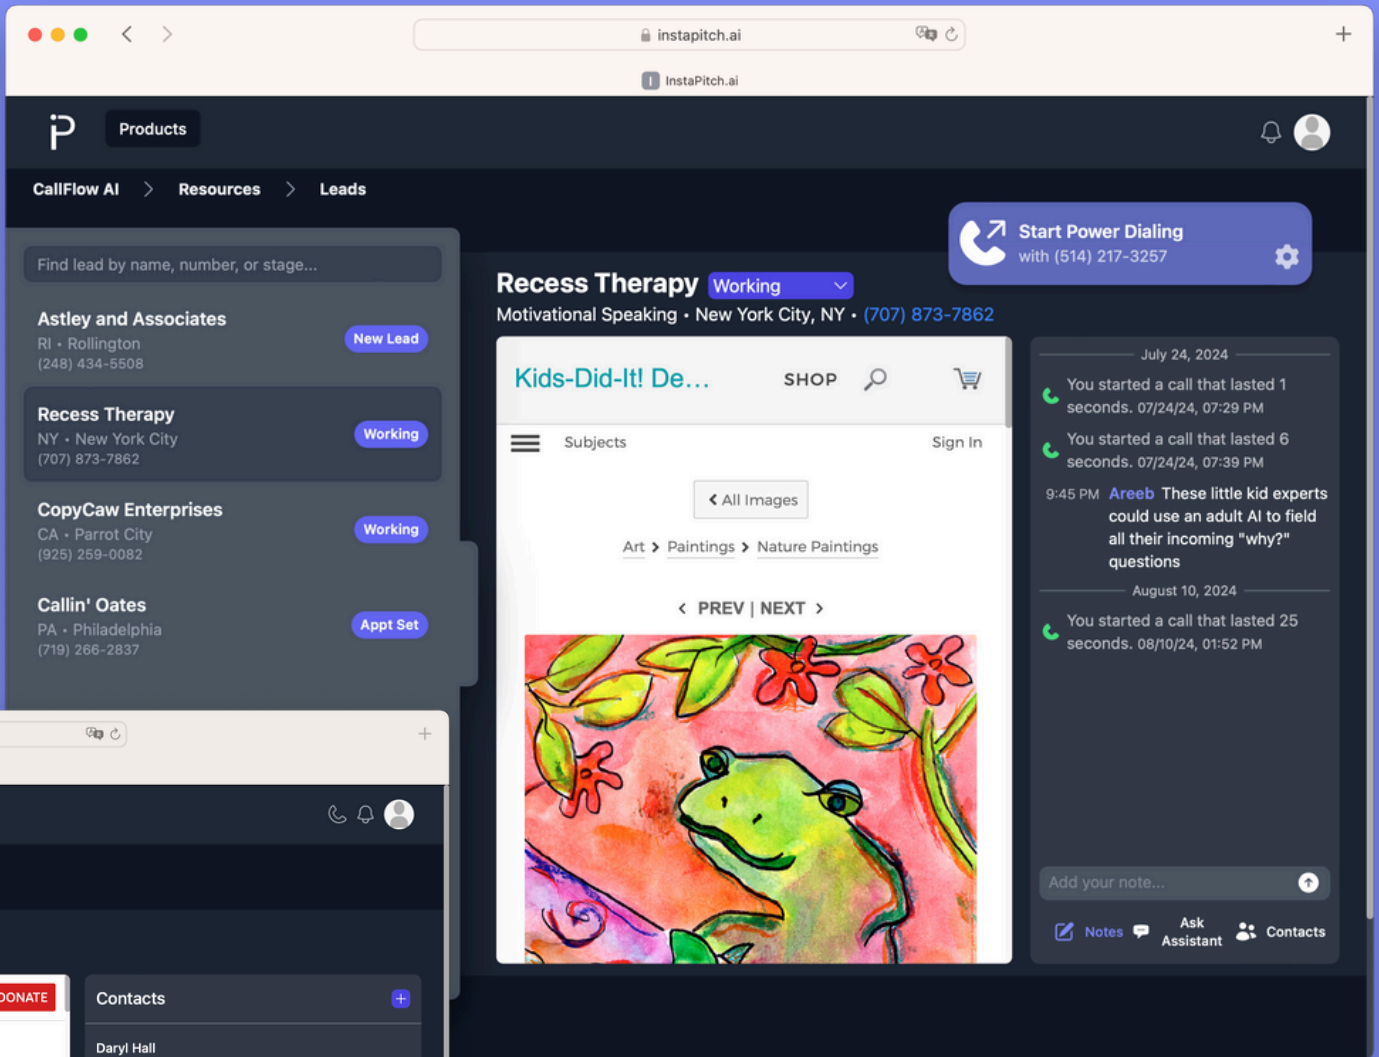 instapitch.ai
I InstaPitch.ai
iP Products
CallFlow AI > Resources > Leads
Start Power Dialing
with (514) 217-3257
Find lead by name, number, or stage...
Astley and Associates
RI • Rollington
(248) 434-5508
New Lead
Recess Therapy
NY • New York City
(707) 873-7862
Working
CopyCaw Enterprises
CA • Parrot City
(925) 259-0082
Working
Callin' Oates
PA • Philadelphia
(719) 266-2837
Appt Set
Recess Therapy Working
Motivational Speaking • New York City, NY • (707) 873-7862
Kids-Did-It! De...
SHOP
Subjects
Sign In
< All Images
Art > Paintings > Nature Paintings
< PREV | NEXT >
July 24, 2024
You started a call that lasted 1
seconds. 07/24/24, 07:29 PM
You started a call that lasted 6
seconds. 07/24/24, 07:39 PM
9:45 PM Areeb These little kid experts
could use an adult AI to field
all their incoming "why?"
questions
August 10, 2024
You started a call that lasted 25
seconds. 08/10/24, 01:52 PM
Add your note...
Notes
Ask
Assistant
Contacts
DONATE
Contacts
Daryl Hall